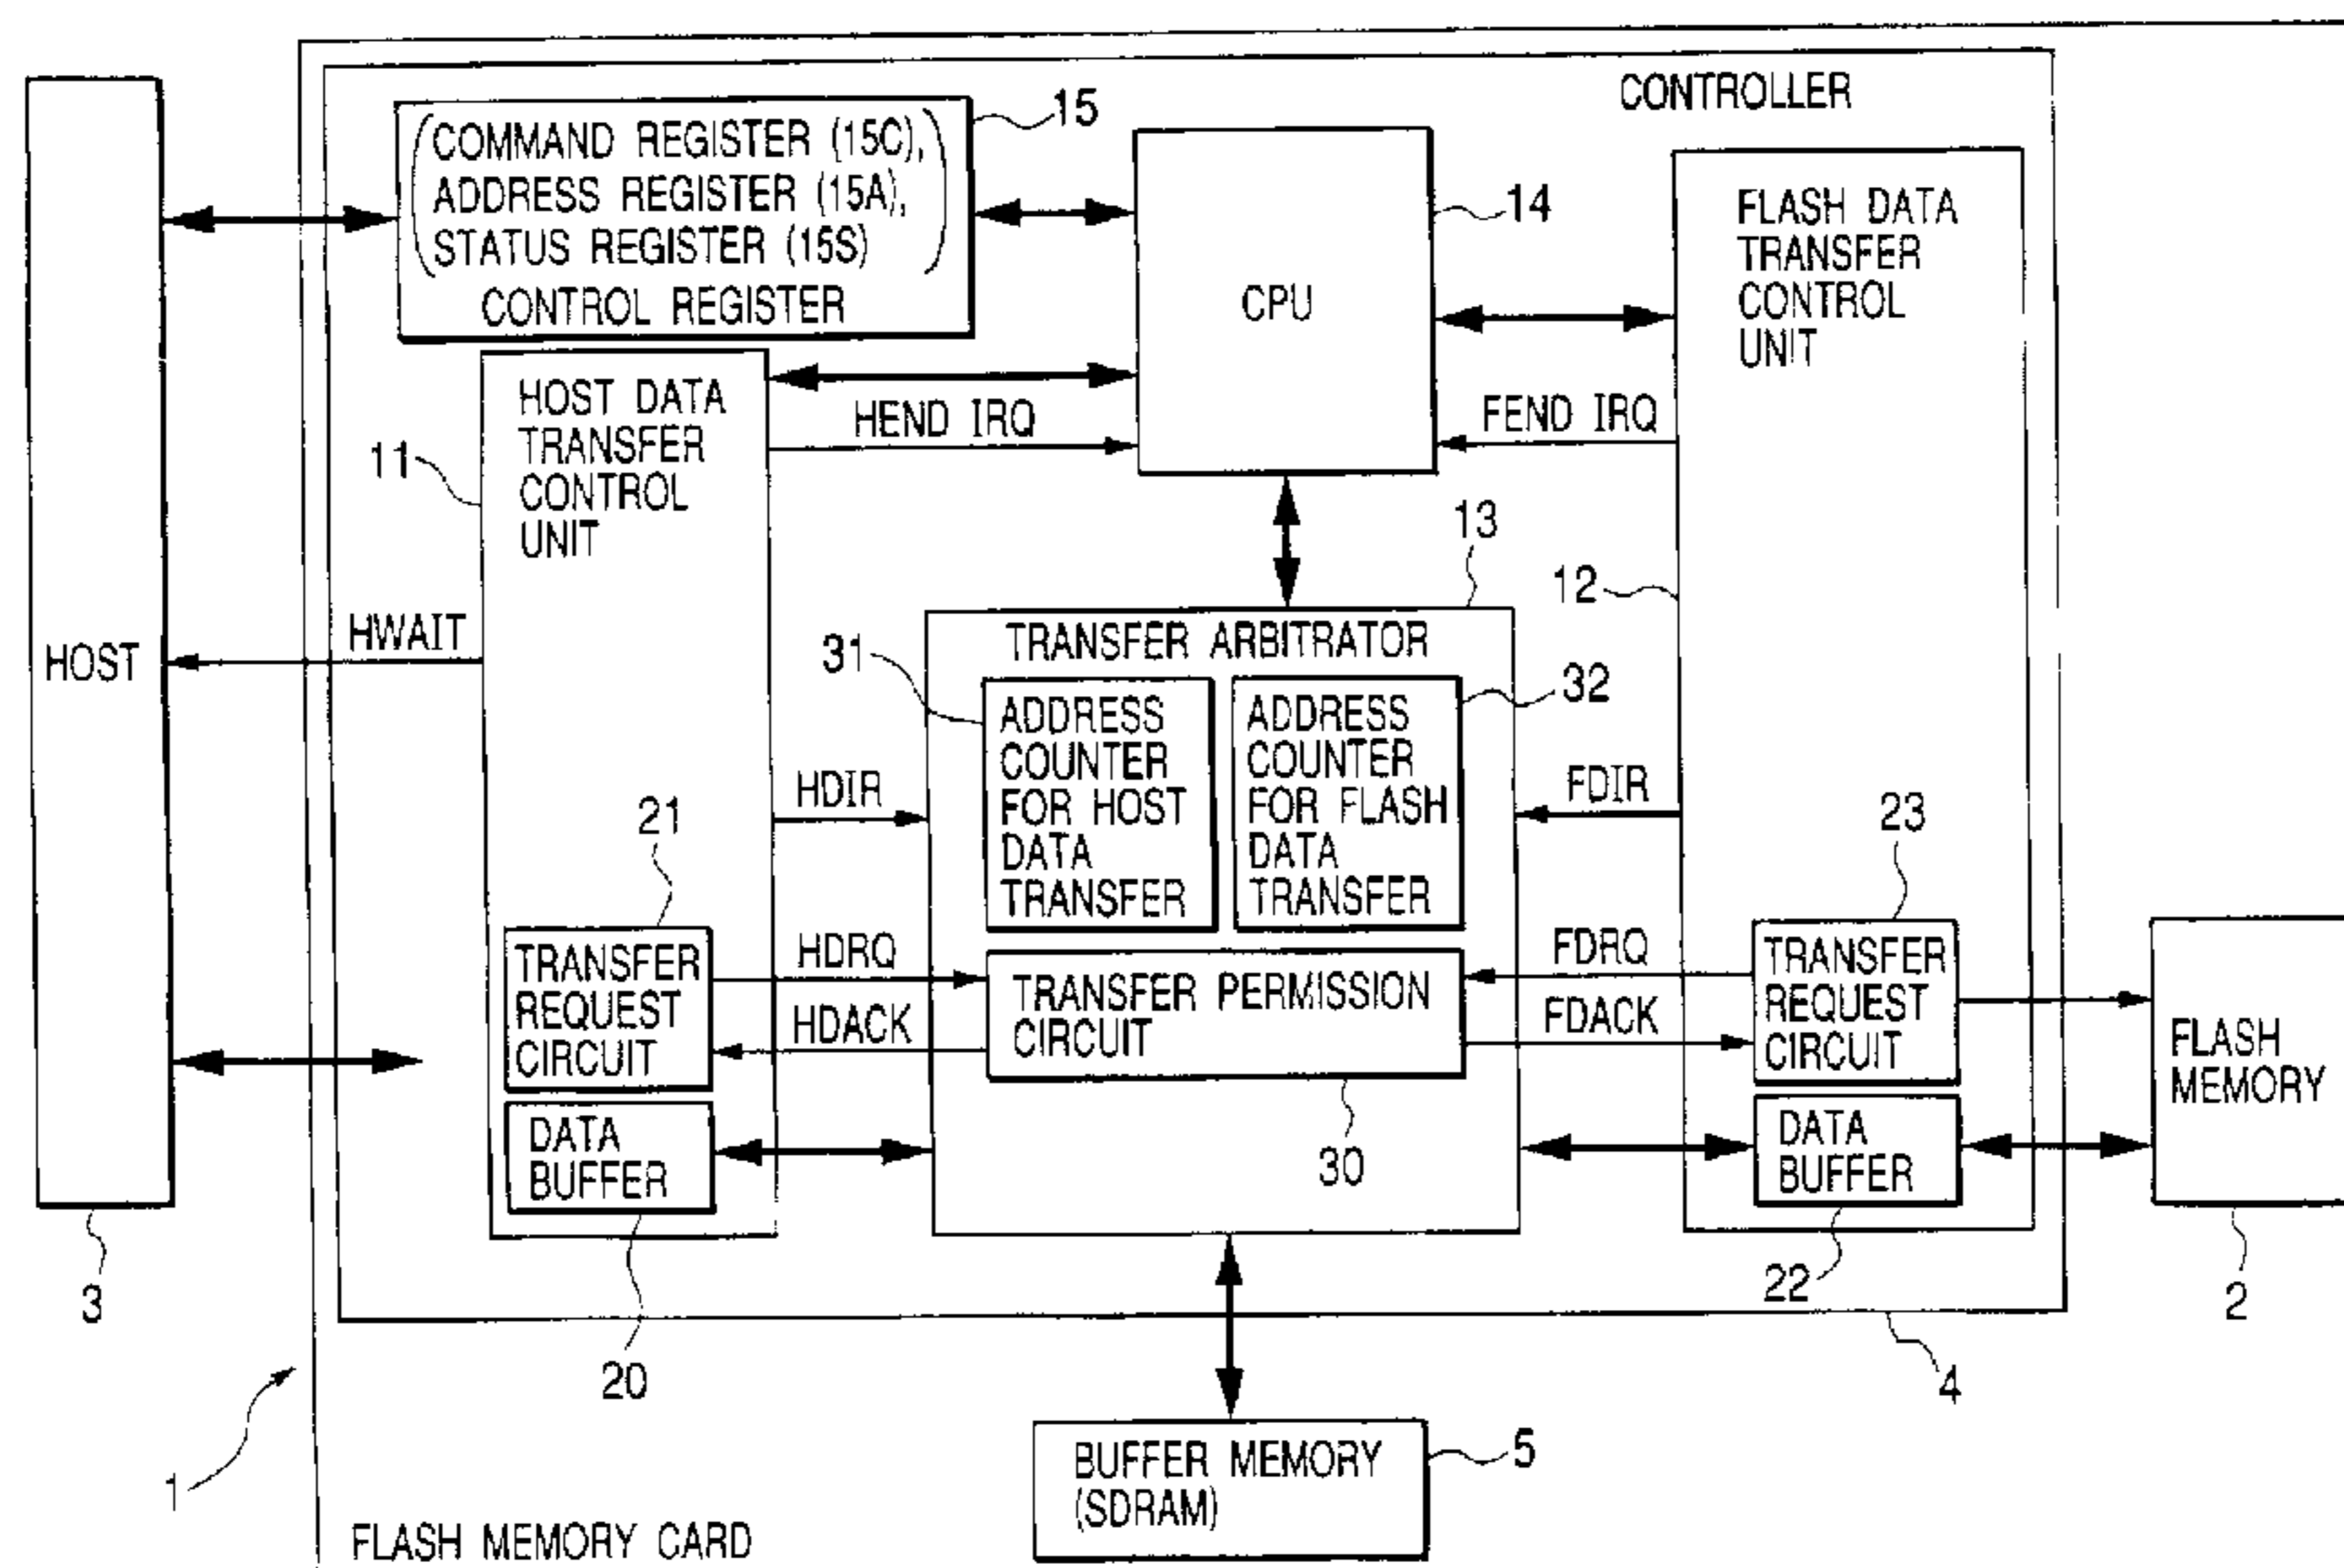 CONTROLLER
15
COMMAND REGISTER (15C),
ADDRESS REGISTER (15A),
STATUS REGISTER (15S)
CONTROL REGISTER
CPU
14
FLASH DATA
TRANSFER
CONTROL
UNIT
HOST DATA
TRANSFER
CONTROL
UNIT
11
HEND IRQ
FEND IRQ
13
12
HWAIT
HOST
TRANSFER ARBITRATOR
31
32
ADDRESS
COUNTER
FOR HOST
DATA
TRANSFER
ADDRESS
COUNTER
FOR FLASH
DATA
TRANSFER
HDIR
FDIR
21
23
TRANSFER
REQUEST
CIRCUIT
HDRQ
HDACK
TRANSFER PERMISSION
CIRCUIT
FDRQ
FDACK
TRANSFER
REQUEST
CIRCUIT
FLASH
MEMORY
DATA
BUFFER
30
DATA
BUFFER
3
20
22
2
4
1
BUFFER MEMORY
(SDRAM)
5
FLASH MEMORY CARD